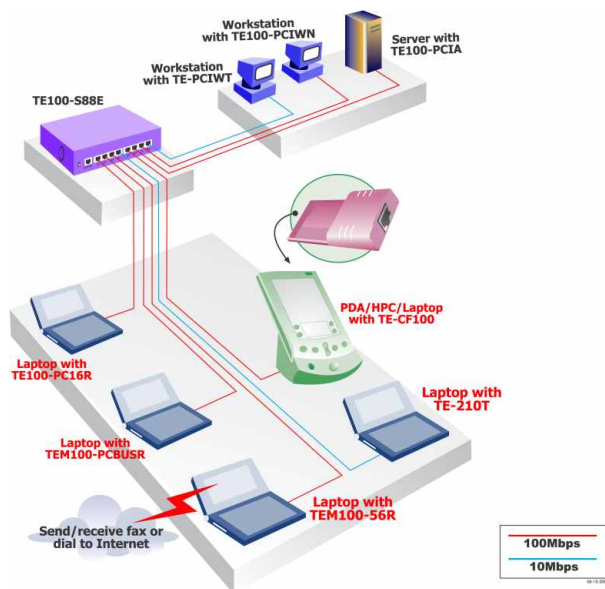 Workstation
with TE100-PCIWN
Server with
TE100-PCIA
Workstation
with TE-PCIWT
TE100-S88E
PDA/HPC/Laptop
with TE-CF100
Laptop with
TE100-PC16R
Laptop with
TE-210T
Laptop with
TEM100-PCBUSR
Laptop with
TEM100-56R
Send/receive fax or
dial to Internet
100Mbps
10Mbps